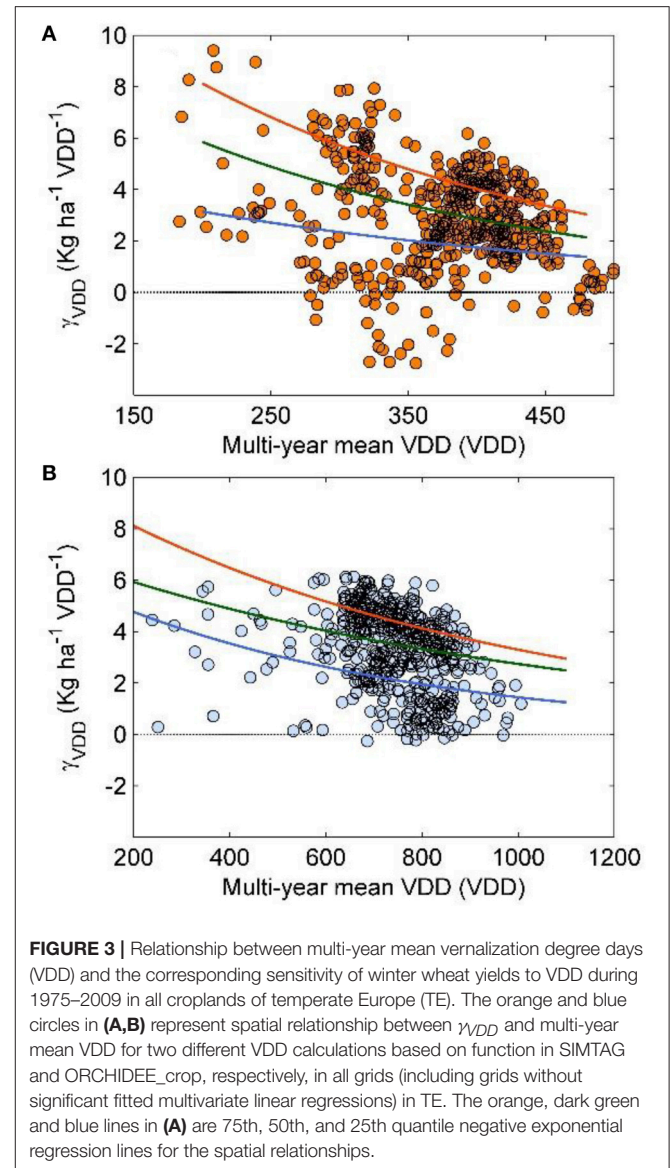 A
10
8
6
4
2
0
-2
γVDD (Kg ha⁻¹ VDD⁻¹)
150 250 350 450
Multi-year mean VDD (VDD)
B
10
8
6
4
2
0
-2
γVDD (Kg ha⁻¹ VDD⁻¹)
200 400 600 800 1000 1200
Multi-year mean VDD (VDD)
FIGURE 3 | Relationship between multi-year mean vernalization degree days
(VDD) and the corresponding sensitivity of winter wheat yields to VDD during
1975–2009 in all croplands of temperate Europe (TE). The orange and blue
circles in (A,B) represent spatial relationship between γVDD and multi-year
mean VDD for two different VDD calculations based on function in SIMTAG
and ORCHIDEE_crop, respectively, in all grids (including grids without
significant fitted multivariate linear regressions) in TE. The orange, dark green
and blue lines in (A) are 75th, 50th, and 25th quantile negative exponential
regression lines for the spatial relationships.